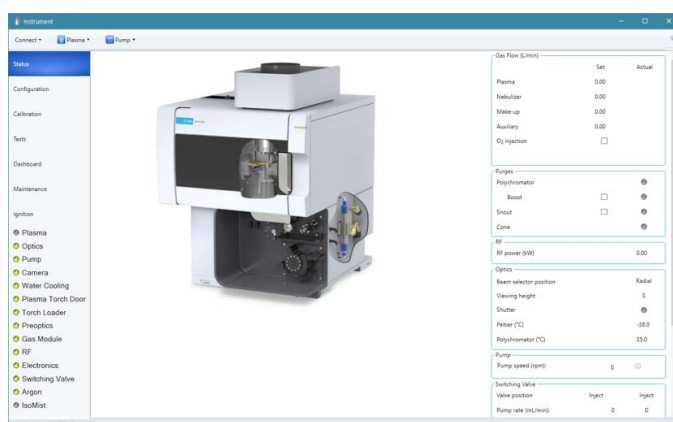 Instrument
Connect Plasma Pump
Status
Configuration
Calibration
Tests
Dashboard
Maintenance
Ignition
Plasma
Optics
Pump
Camera
Water Cooling
Plasma Torch Door
Torch Loader
Preoptics
Gas Module
RF
Electronics
Switching Valve
Argon
IsoMist
Gas Flow (L/min)
Set Actual
Plasma 0.00
Nebulizer 0.00
Make-up 0.00
Auxiliary 0.00
O₂ injection
Purges
Polychromator
Boost
Snout
Cone
RF
RF power (kW) 0.00
Optics
Beam selector position Radial
Viewing height 0
Shutter
Peltier (°C) -38.0
Polychromator (°C) 35.0
Pump
Pump speed (rpm): 0
Switching Valve
Valve position Inject Inject
Pump rate (mL/min): 0 0